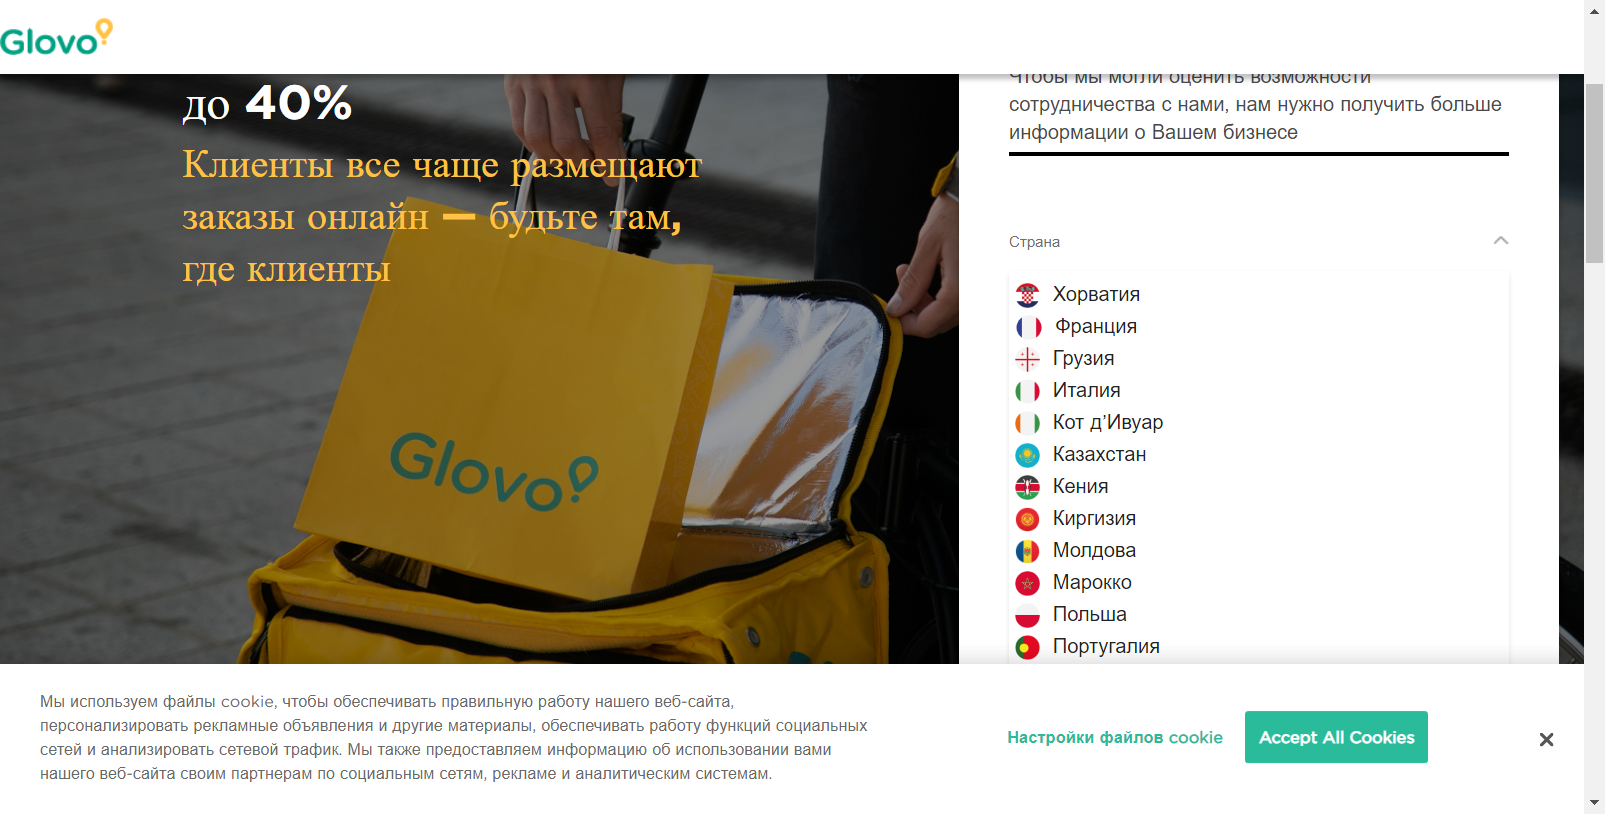 Glovo
до 40%
Клиенты все чаще размещают
заказы онлайн — будьте там,
где клиенты
Glovo
Чтобы мы могли оценить возможности
сотрудничества с нами, нам нужно получить больше
информации о Вашем бизнесе
Страна
Хорватия
Франция
Грузия
Италия
Кот д’Ивуар
Казахстан
Кения
Киргизия
Молдова
Марокко
Польша
Португалия
Мы используем файлы cookie, чтобы обеспечивать правильную работу нашего веб-сайта,
персонализировать рекламные объявления и другие материалы, обеспечивать работу функций социальных
сетей и анализировать сетевой трафик. Мы также предоставляем информацию об использовании вами
нашего веб-сайта своим партнерам по социальным сетям, рекламе и аналитическим системам.
Настройки файлов cookie
Accept All Cookies